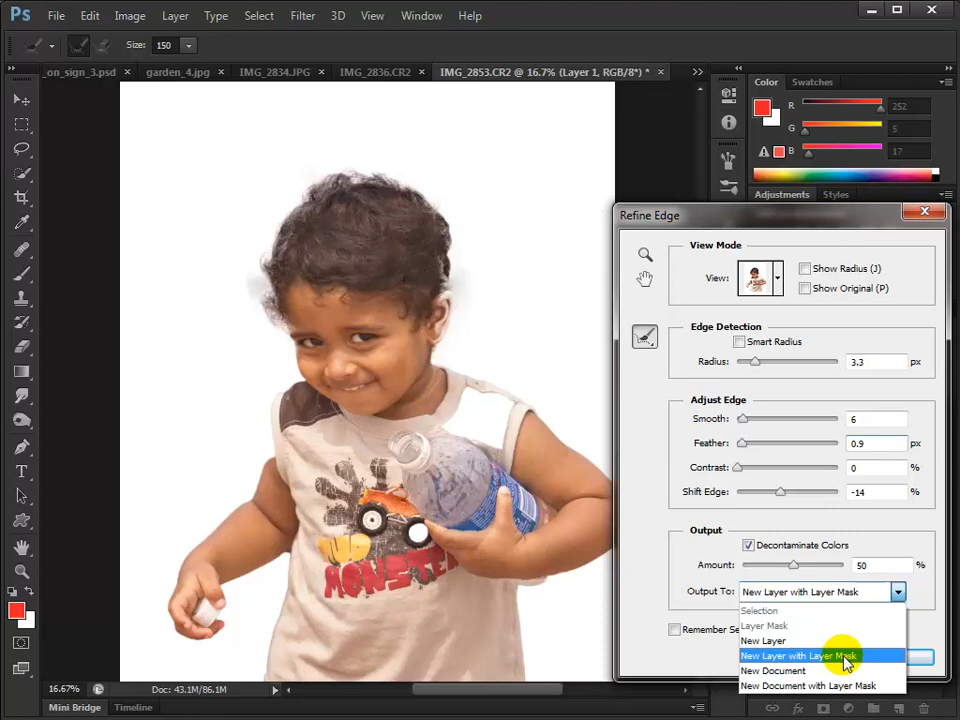 Ps File Edit Image Layer Type Select Filter 3D View Window Help
Size: 150
_on_sign_3.psd × garden_4.jpg × IMG_2834.JPG × IMG_2836.CR2 × IMG_2853.CR2 @ 16.7% (Layer 1, RGB/8*) * ×
Color Swatches
R 252
G 5
B 17
Adjustments Styles
Refine Edge
View Mode
View:
Show Radius (J)
Show Original (P)
Edge Detection
Smart Radius
Radius: 3.3 px
Adjust Edge
Smooth: 6
Feather: 0.9 px
Contrast: 0 %
Shift Edge: -14 %
Output
Decontaminate Colors
Amount: 50 %
Output To: New Layer with Layer Mask
Selection
Layer Mask
New Layer
New Layer with Layer Mask
New Document
New Document with Layer Mask
Remember Se
MONSTER
16.67% Doc: 43.1M/86.1M
Mini Bridge Timeline